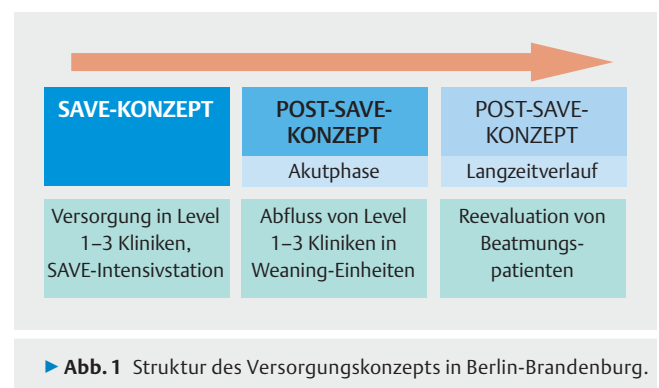 SAVE-KONZEPT
Versorgung in Level
1–3 Kliniken,
SAVE-Intensivstation
POST-SAVE-
KONZEPT
Akutphase
Abfluss von Level
1–3 Kliniken in
Weaning-Einheiten
POST-SAVE-
KONZEPT
Langzeitverlauf
Reevaluation von
Beatmungs-
patienten
▶ Abb. 1 Struktur des Versorgungskonzepts in Berlin-Brandenburg.